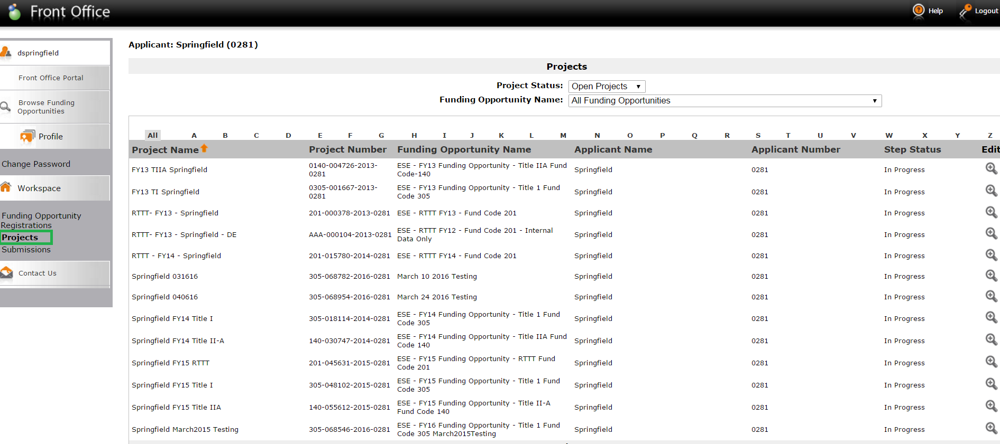 Front Office
Help
Logout
dspringfield
Front Office Portal
Browse Funding
Opportunities
Profile
Change Password
Workspace
Funding Opportunity
Registrations
Projects
Submissions
Contact Us
Applicant: Springfield (0281)
Projects
Project Status: Open Projects
Funding Opportunity Name: All Funding Opportunities
All A B C D E F G H I J K L M N O P Q R S T U V W X Y Z
Project Name Project Number Funding Opportunity Name Applicant Name Applicant Number Step Status Edit
FY13 TIIA Springfield
0140-004726-2013-
0281
ESE - FY13 Funding Opportunity - Title IIA Fund
Code-140
Springfield 0281 In Progress
FY13 TI Springfield
0305-001667-2013-
0281
ESE - FY13 Funding Opportunity - Title 1 Fund
Code 305
Springfield 0281 In Progress
RTTT- FY13 - Springfield 201-000378-2013-0281 ESE - RTTT FY13 - Fund Code 201 Springfield 0281 In Progress
RTTT- FY13 - Springfield - DE AAA-000104-2013-0281
ESE - RTTT FY12 - Fund Code 201 - Internal
Data Only
Springfield 0281 In Progress
RTTT - FY14 - Springfield 201-015780-2014-0281 ESE - RTTT FY14 - Fund Code 201 Springfield 0281 In Progress
Springfield 031616 305-068782-2016-0281 March 10 2016 Testing Springfield 0281 In Progress
Springfield 040616 305-068954-2016-0281 March 24 2016 Testing Springfield 0281 In Progress
Springfield FY14 Title I 305-018114-2014-0281
ESE - FY14 Funding Opportunity - Title 1 Fund
Code 305
Springfield 0281 In Progress
Springfield FY14 Title II-A 140-030747-2014-0281
ESE - FY14 Funding Opportunity - Title IIA Fund
Code 140
Springfield 0281 In Progress
Springfield FY15 RTTT 201-045631-2015-0281
ESE - FY15 Funding Opportunity - RTTT Fund
Code 201
Springfield 0281 In Progress
Springfield FY15 Title I 305-048102-2015-0281
ESE - FY15 Funding Opportunity - Title 1 Fund
Code 305
Springfield 0281 In Progress
Springfield FY15 Title IIA 140-055612-2015-0281
ESE - FY15 Funding Opportunity - Title II-A
Fund Code 140
Springfield 0281 In Progress
Springfield March2015 Testing 305-068546-2016-0281
ESE - FY16 Funding Opportunity - Title 1 Fund
Code 305 March2015Testing
Springfield 0281 In Progress